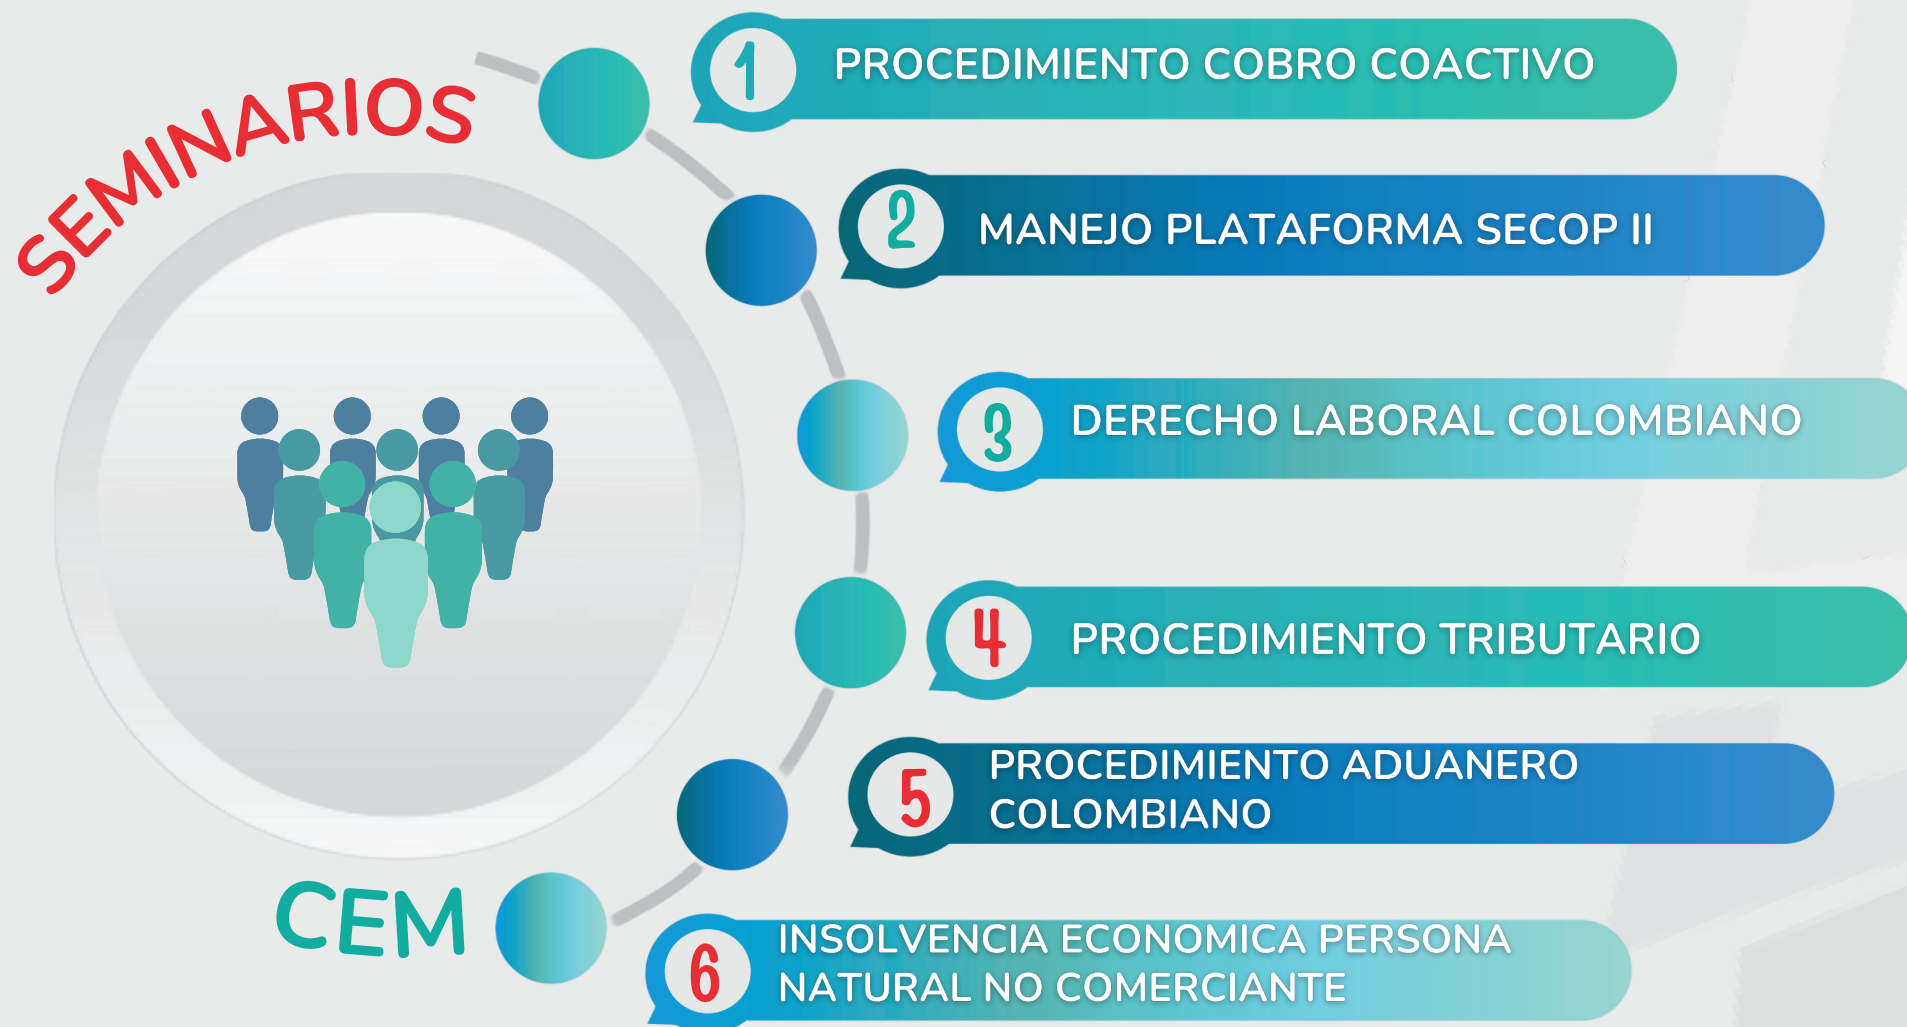 SEMINARIOS
1
PROCEDIMIENTO COBRO COACTIVO
2
MANEJO PLATAFORMA SECOP II
3
DERECHO LABORAL COLOMBIANO
4
PROCEDIMIENTO TRIBUTARIO
5
PROCEDIMIENTO ADUANERO
COLOMBIANO
6
INSOLVENCIA ECONOMICA PERSONA
NATURAL NO COMERCIANTE
CEM